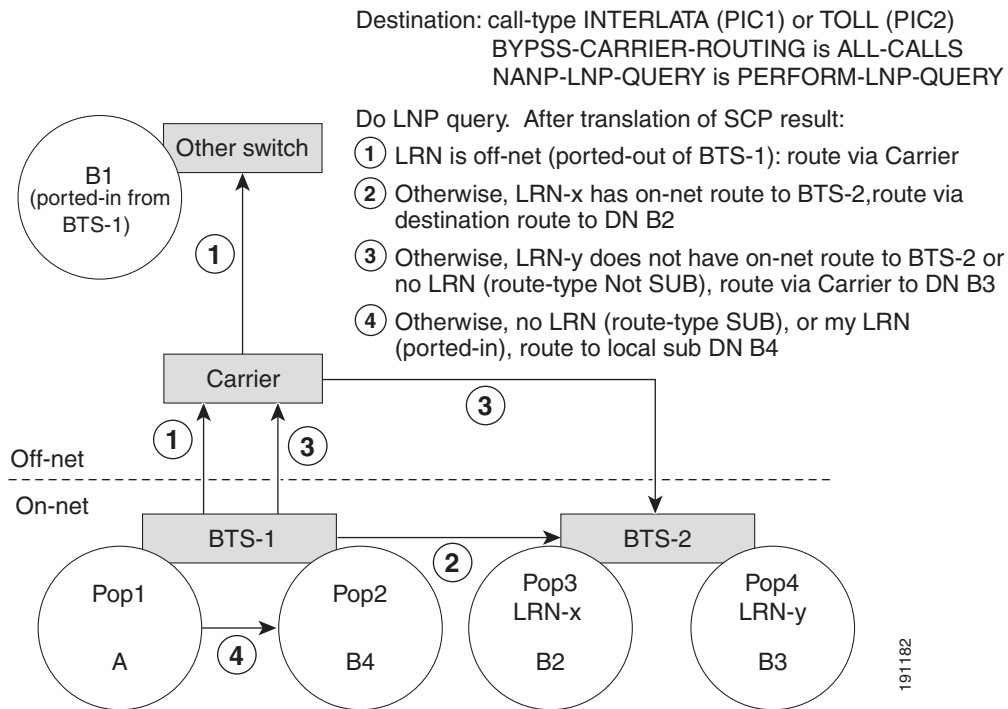 Destination: call-type INTERLATA (PIC1) or TOLL (PIC2)
BYPSS-CARRIER-ROUTING is ALL-CALLS
NANP-LNP-QUERY is PERFORM-LNP-QUERY
Do LNP query. After translation of SCP result:
1 LRN is off-net (ported-out of BTS-1): route via Carrier
2 Otherwise, LRN-x has on-net route to BTS-2,route via
destination route to DN B2
3 Otherwise, LRN-y does not have on-net route to BTS-2 or
no LRN (route-type Not SUB), route via Carrier to DN B3
4 Otherwise, no LRN (route-type SUB), or my LRN
(ported-in), route to local sub DN B4
Other switch
B1
(ported-in from
BTS-1)
1
Carrier
3
1
3
Off-net
On-net
BTS-1
BTS-2
2
Pop1
A
4
Pop2
B4
Pop3
LRN-x
B2
Pop4
LRN-y
B3
191182